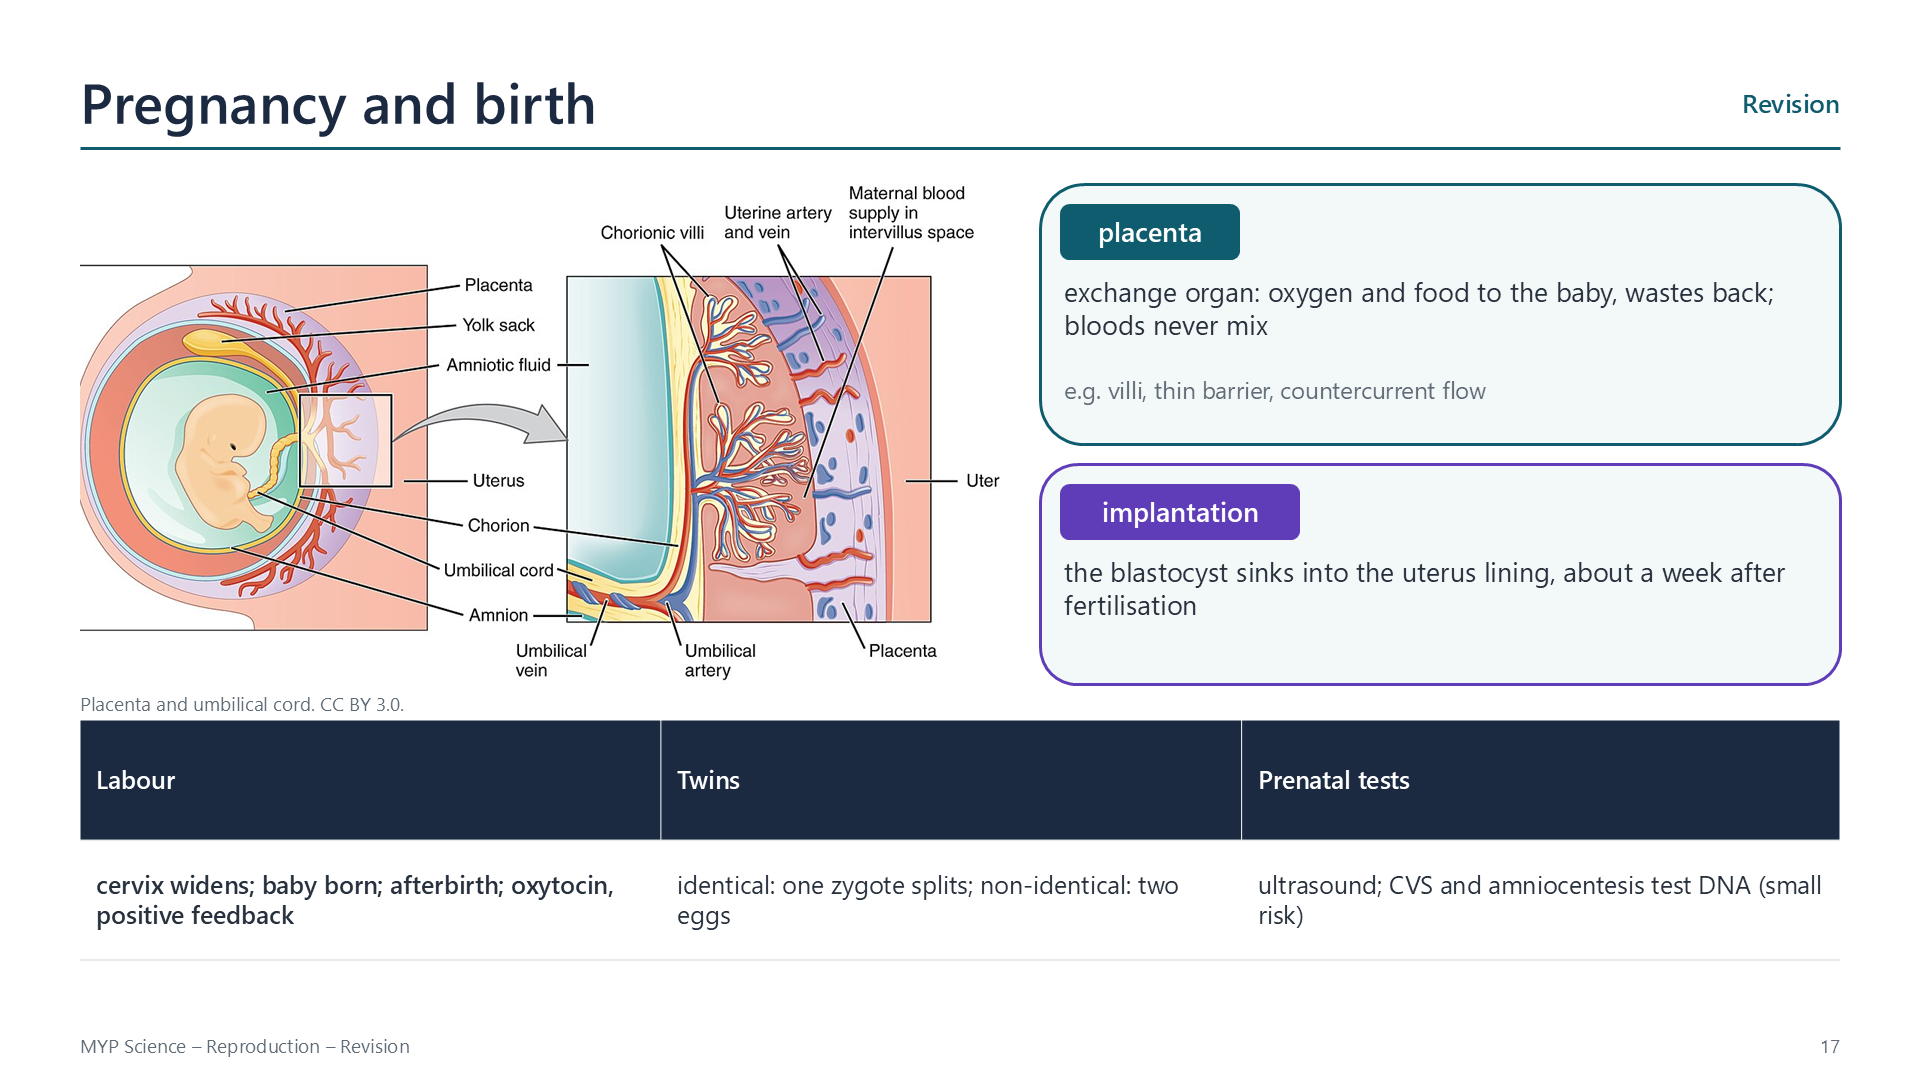 Pregnancy and birth
Revision
Maternal blood
supply in
intervillus space
Uterine artery
and vein
Chorionic villi
Placenta
Yolk sack
Amniotic fluid
Uterus
Uter
Chorion
Umbilical cord
Amnion
Umbilical
vein
Umbilical
artery
Placenta
Placenta and umbilical cord. CC BY 3.0.
placenta
exchange organ: oxygen and food to the baby, wastes back;
bloods never mix
e.g. villi, thin barrier, countercurrent flow
implantation
the blastocyst sinks into the uterus lining, about a week after
fertilisation
Labour
Twins
Prenatal tests
cervix widens; baby born; afterbirth; oxytocin,
positive feedback
identical: one zygote splits; non-identical: two
eggs
ultrasound; CVS and amniocentesis test DNA (small
risk)
MYP Science – Reproduction – Revision
17